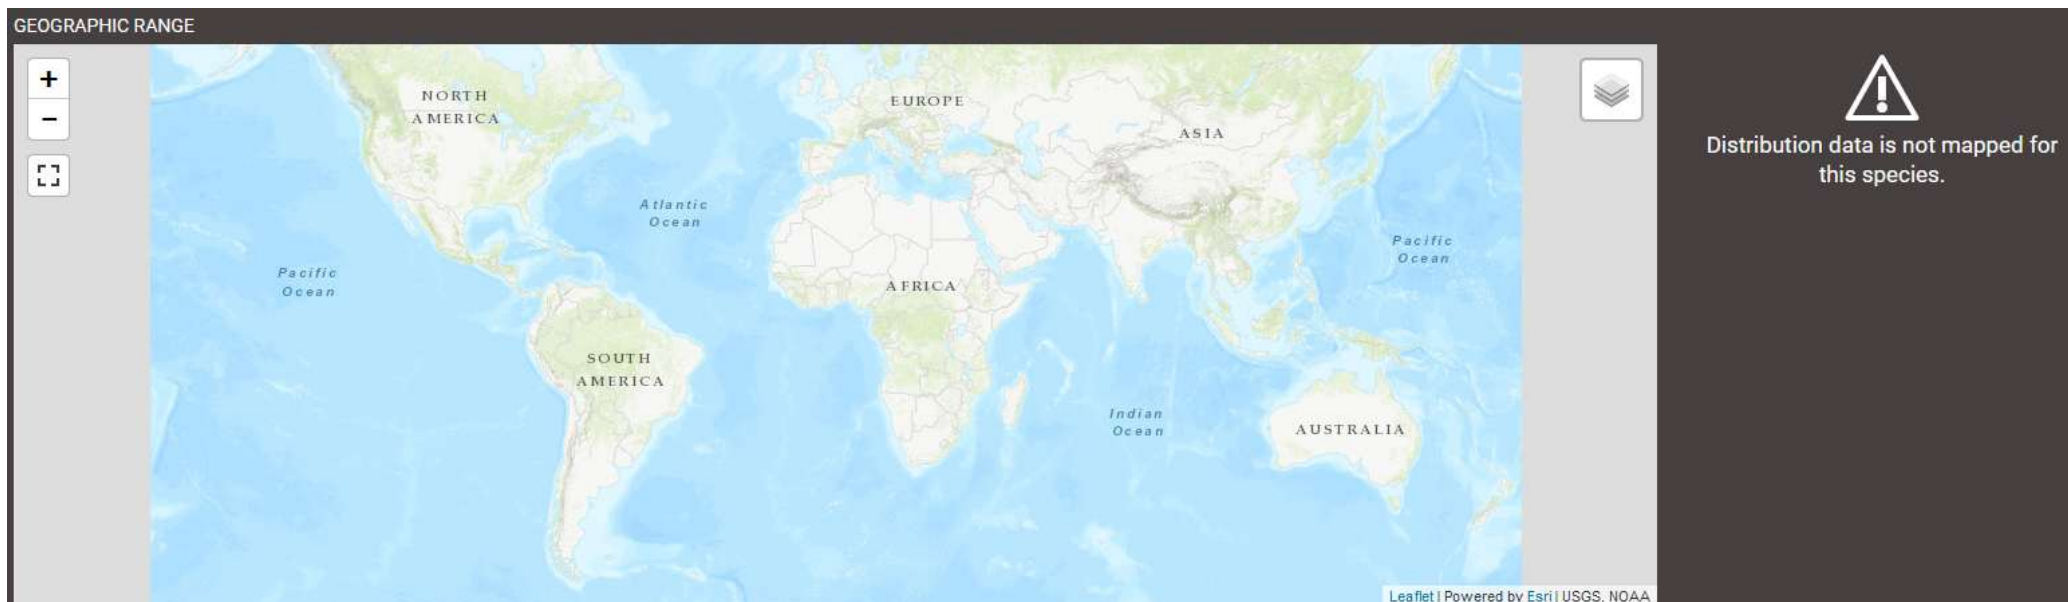 GEOGRAPHIC RANGE
+
−
NORTH
AMERICA
EUROPE
ASIA
Atlantic
Ocean
Pacific
Ocean
Pacific
Ocean
AFRICA
SOUTH
AMERICA
Indian
Ocean
AUSTRALIA
Leaflet | Powered by Esri | USGS, NOAA
Distribution data is not mapped for
this species.